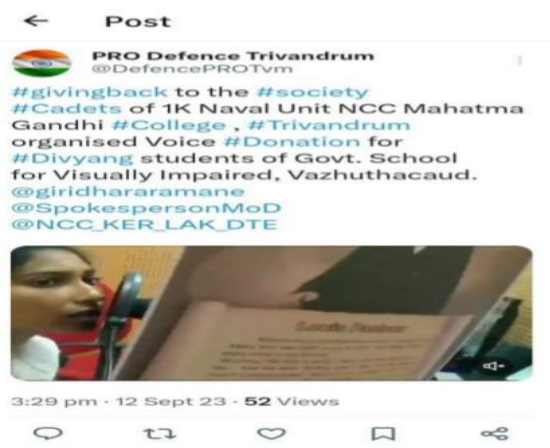 Post
PRO Defence Trivandrum
@DefencePROTvm
#givingback to the #society
#Cadets of 1K Naval Unit NCC Mahatma
Gandhi #College , #Trivandrum
organised Voice #Donation for
#Divyang students of Govt. School
for Visually Impaired, Vazhuthacaud.
@giridhararamane
@SpokespersonMoD
@NCC_KER_LAK_DTE
3:29 pm · 12 Sept 23 · 52 Views